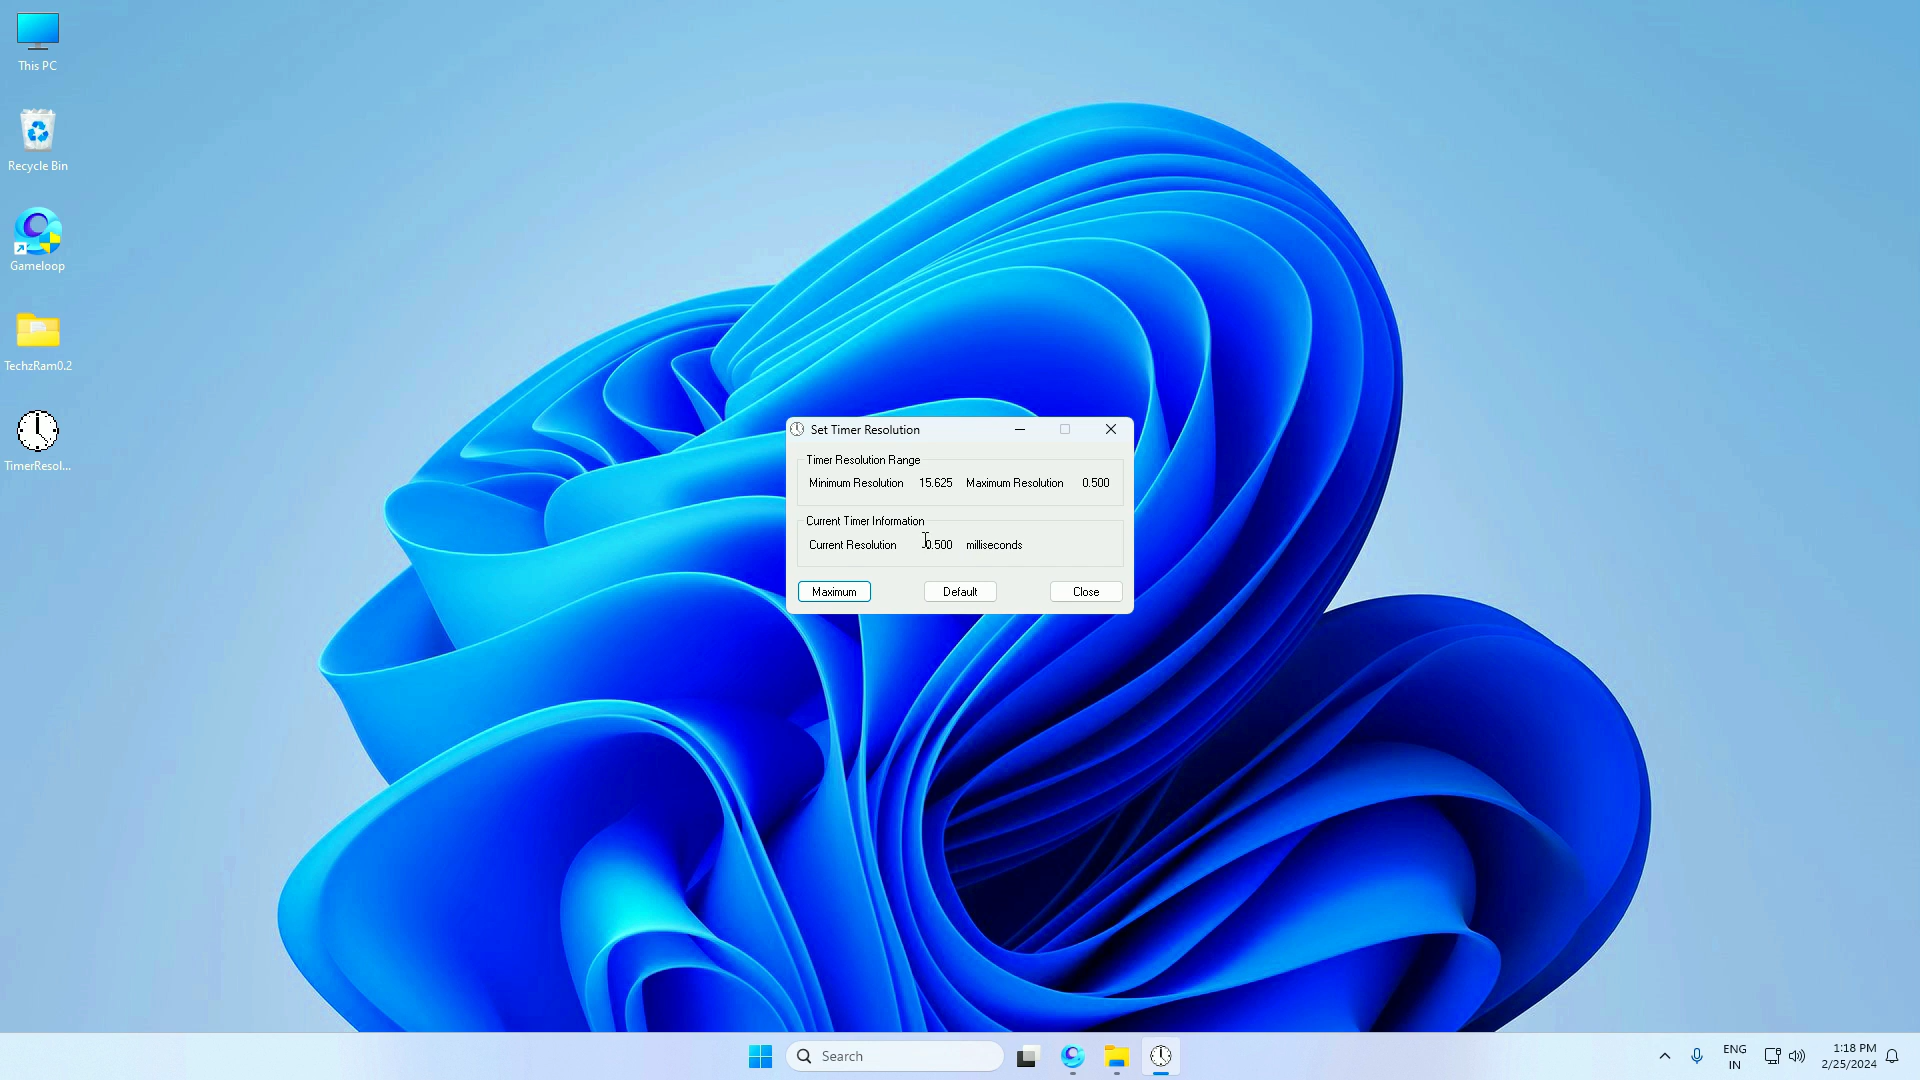 This PC
Recycle Bin
Gameloop
TechzRam0.2
TimerResol...
Set Timer Resolution
Timer Resolution Range
Minimum Resolution 15.625 Maximum Resolution 0.500
Current Timer Information
Current Resolution 0.500 milliseconds
Maximum Default Close
Search
ENG
IN
1:18 PM
2/25/2024